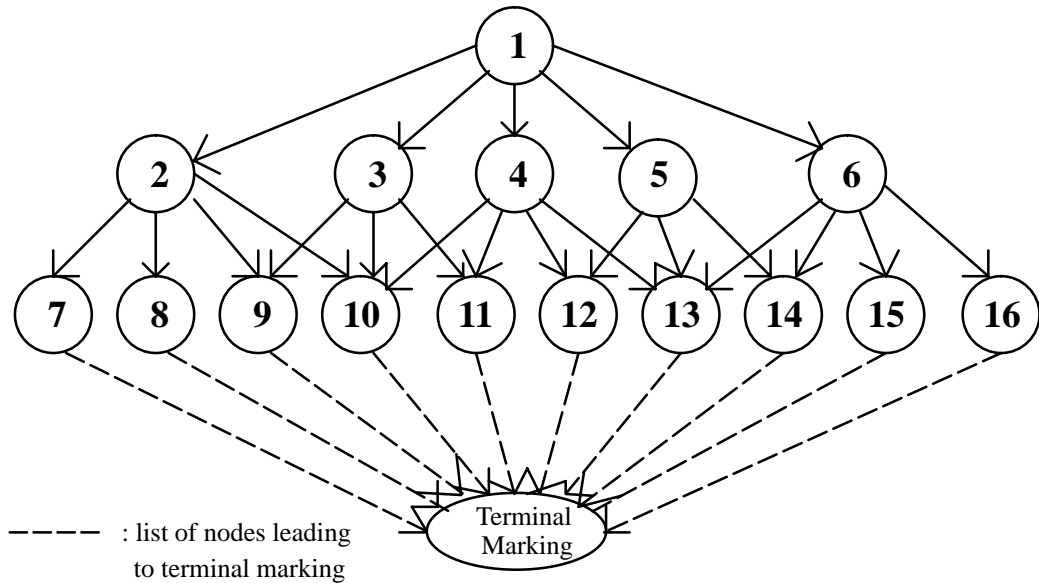 1
2 3 4 5 6
7 8 9 10 11 12 13 14 15 16
Terminal
Marking
: list of nodes leading
to terminal marking